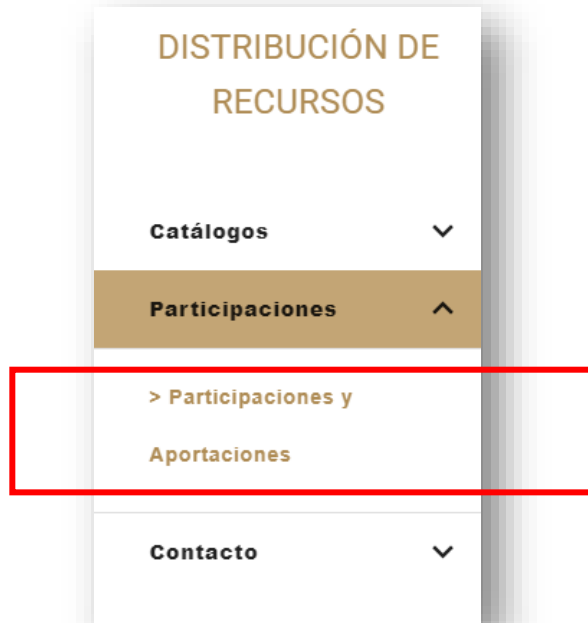 DISTRIBUCIÓN DE
RECURSOS
Catálogos
Participaciones
> Participaciones y
Aportaciones
Contacto